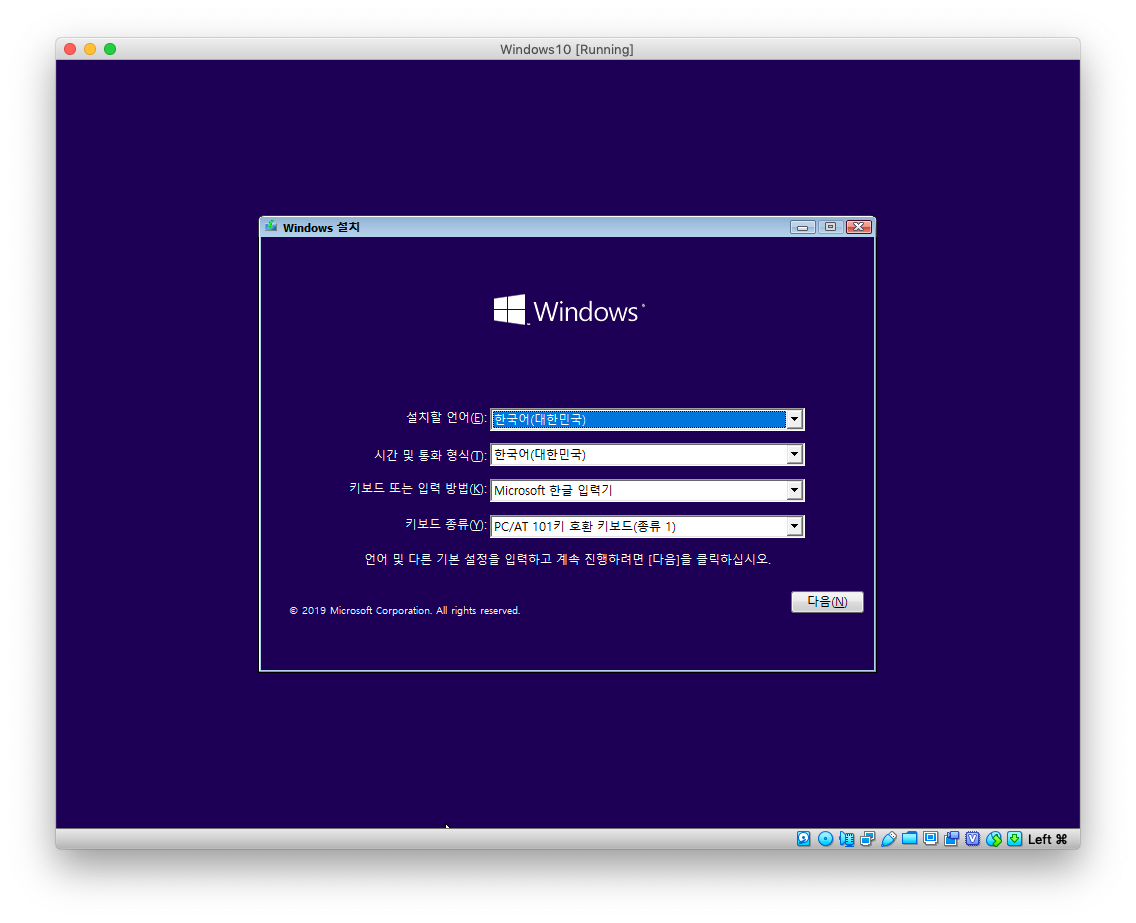 Windows10 [Running]
Windows 설치
Windows
설치할 언어(E): 한국어(대한민국)
시간 및 통화 형식(T): 한국어(대한민국)
키보드 또는 입력 방법(K): Microsoft 한글 입력기
키보드 종류(Y): PC/AT 101키 호환 키보드(종류 1)
언어 및 다른 기본 설정을 입력하고 계속 진행하려면 [다음]을 클릭하십시오.
다음(N)
© 2019 Microsoft Corporation. All rights reserved.
Left ⌘